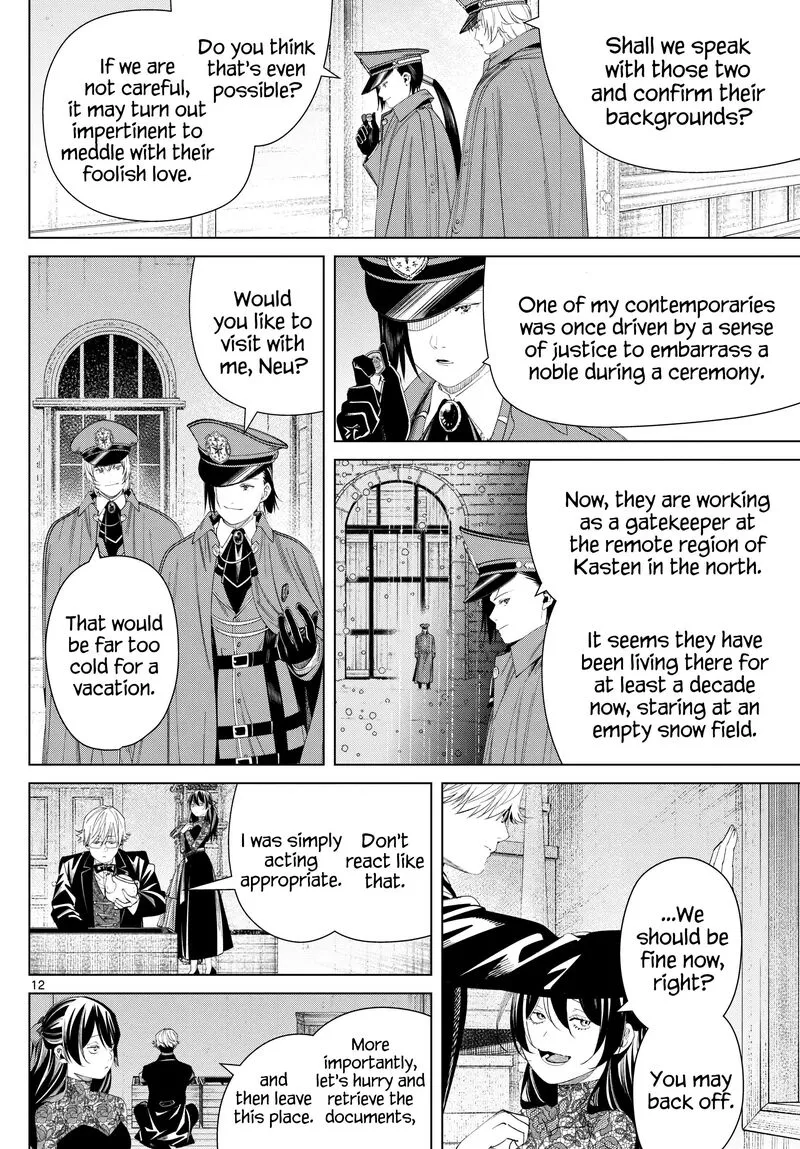 Shall we speak
with those two
and confirm their
backgrounds?
Do you think
that's even
possible?
If we are
not careful,
it may turn out
impertinent to
meddle with their
foolish love.
One of my contemporaries
was once driven by a sense
of justice to embarrass a
noble during a ceremony.
Now, they are working
as a gatekeeper at
the remote region of
Kasten in the north.
It seems they have
been living there for
at least a decade
now, staring at an
empty snow field.
Would
you like to
visit with
me, Neu?
That would
be far too
cold for a
vacation.
...We
should be
fine now,
right?
You may
back off.
Don't
react like
that.
I was simply
acting
appropriate.
More
importantly,
let's hurry and
retrieve the
documents,
and
then leave
this place.
12